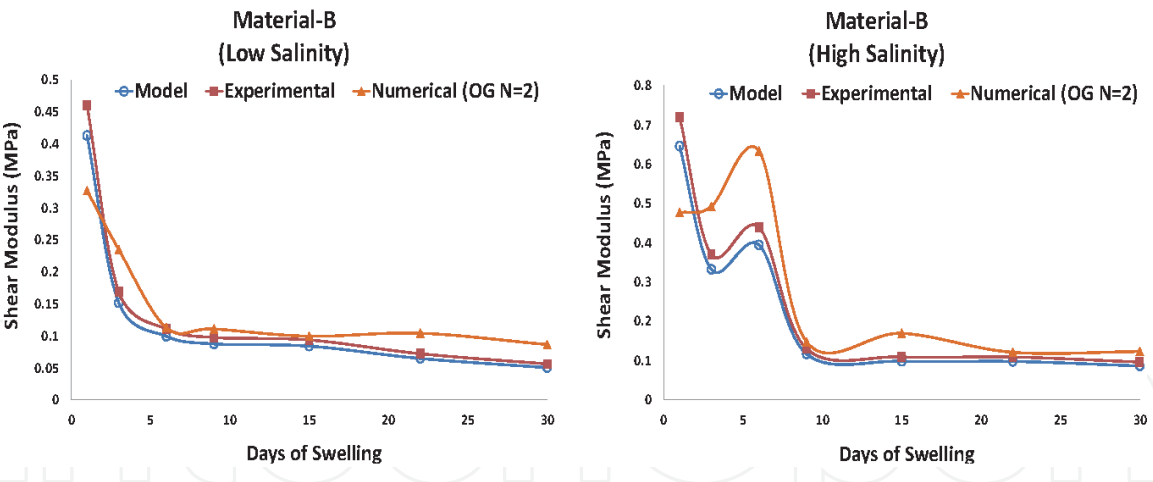 Material-B
(Low Salinity)
0.5
0.45
0.4
0.35
0.3
0.25
0.2
0.15
0.1
0.05
0
Model Experimental Numerical (OG N=2)
Shear Modulus (MPa)
0 5 10 15 20 25 30
Days of Swelling
Material-B
(High Salinity)
0.8
0.7
0.6
0.5
0.4
0.3
0.2
0.1
0
Model Experimental Numerical (OG N=2)
Shear Modulus (MPa)
0 5 10 15 20 25 30
Days of Swelling